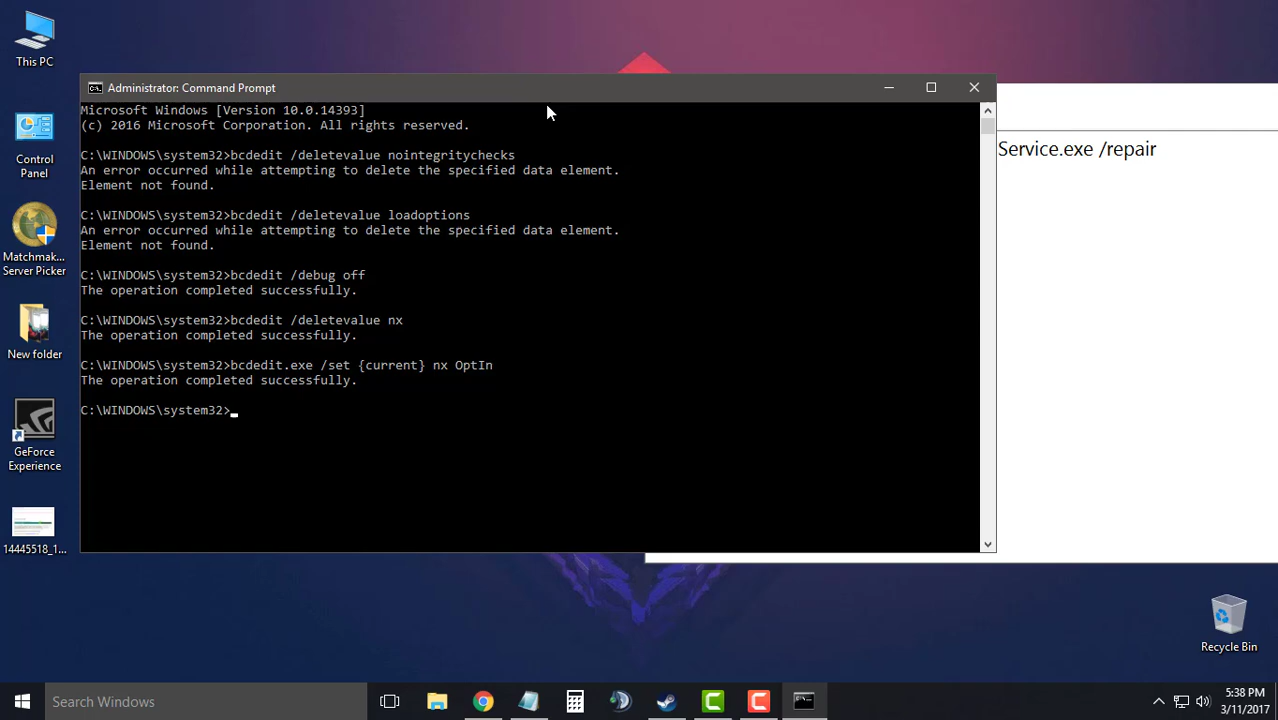 This PC
Control
Panel
Matchmak...
Server Picker
New folder
GeForce
Experience
14445518_1...
Administrator: Command Prompt
Microsoft Windows [Version 10.0.14393]
(c) 2016 Microsoft Corporation. All rights reserved.
C:\WINDOWS\system32>bcdedit /deletevalue nointegritychecks
An error occurred while attempting to delete the specified data element.
Element not found.
C:\WINDOWS\system32>bcdedit /deletevalue loadoptions
An error occurred while attempting to delete the specified data element.
Element not found.
C:\WINDOWS\system32>bcdedit /debug off
The operation completed successfully.
C:\WINDOWS\system32>bcdedit /deletevalue nx
The operation completed successfully.
C:\WINDOWS\system32>bcdedit.exe /set {current} nx OptIn
The operation completed successfully.
C:\WINDOWS\system32>
Service.exe /repair
Recycle Bin
Search Windows
5:38 PM
3/11/2017